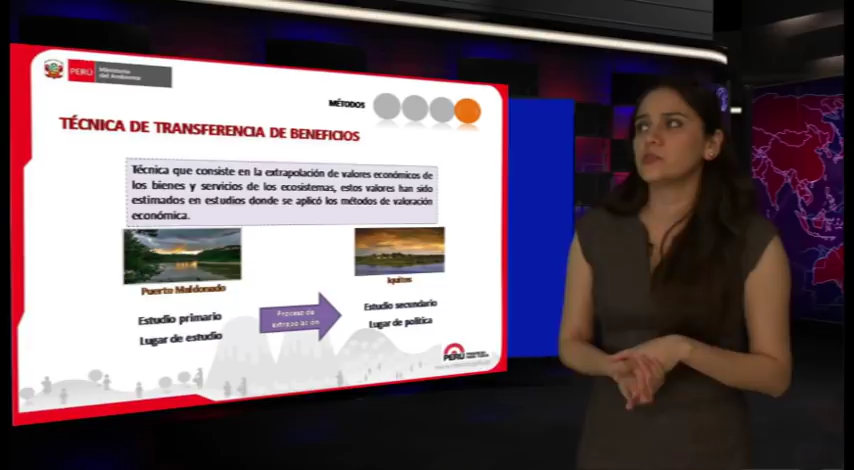 PERÚ Ministerio
del Ambiente
MÉTODOS
TÉCNICA DE TRANSFERENCIA DE BENEFICIOS
Técnica que consiste en la extrapolación de valores económicos de
los bienes y servicios de los ecosistemas, estos valores han sido
estimados en estudios donde se aplicó los métodos de valoración
económica.
Puerto Maldonado
Iquitos
Estudio primario
Lugar de estudio
Proceso de
extrapolación
Estudio secundario
Lugar de política
PERÚ